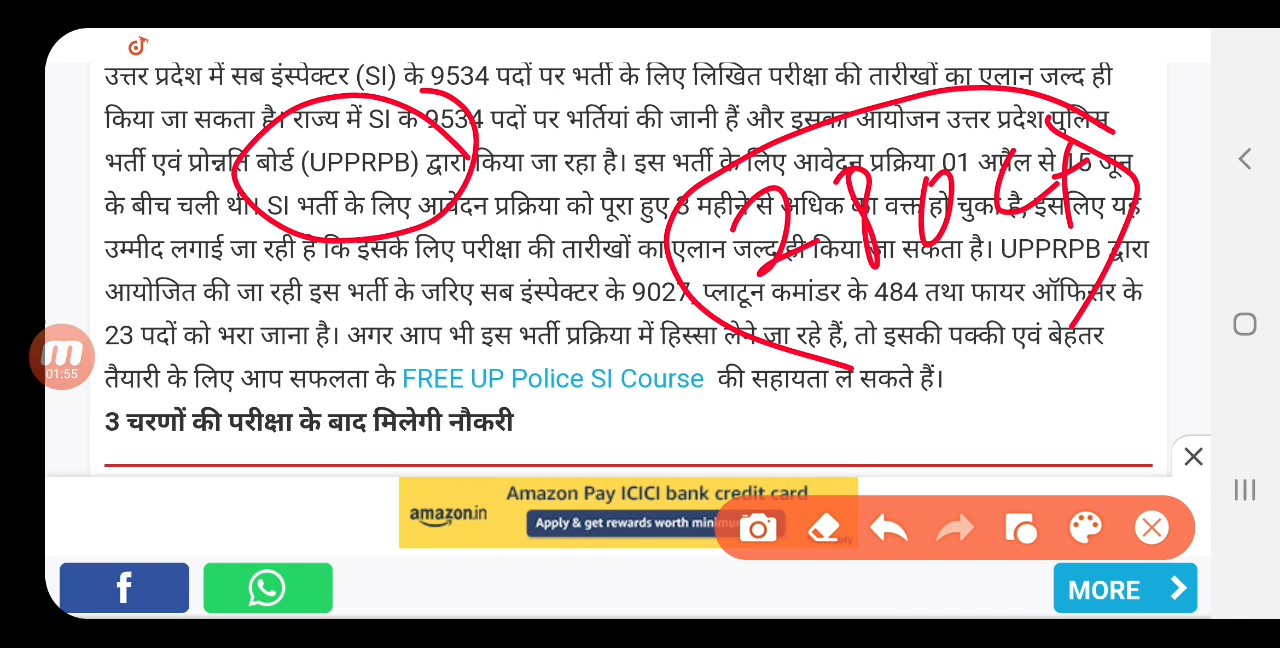 उत्तर प्रदेश में सब इंस्पेक्टर (SI) के 9534 पदों पर भर्ती के लिए लिखित परीक्षा की तारीखों का एलान जल्द ही
किया जा सकता है। राज्य में SI के 9534 पदों पर भर्तियां की जानी हैं और इसका आयोजन उत्तर प्रदेश पुलिस
भर्ती एवं प्रोन्नति बोर्ड (UPPRPB) द्वारा किया जा रहा है। इस भर्ती के लिए आवेदन प्रक्रिया 01 अप्रैल से 15 जून
के बीच चली थी। SI भर्ती के लिए आवेदन प्रक्रिया को पूरा हुए 3 महीने से अधिक का वक्त हो चुका है, इसलिए यह
उम्मीद लगाई जा रही है कि इसके लिए परीक्षा की तारीखों का एलान जल्द ही किया जा सकता है। UPPRPB द्वारा
आयोजित की जा रही इस भर्ती के जरिए सब इंस्पेक्टर के 9027, प्लाटून कमांडर के 484 तथा फायर ऑफिसर के
23 पदों को भरा जाना है। अगर आप भी इस भर्ती प्रक्रिया में हिस्सा लेने जा रहे हैं, तो इसकी पक्की एवं बेहतर
01:55
तैयारी के लिए आप सफलता के FREE UP Police SI Course की सहायता ले सकते हैं।
3 चरणों की परीक्षा के बाद मिलेगी नौकरी
Amazon Pay ICICI bank credit card
amazon.in
Apply & get rewards worth
MORE